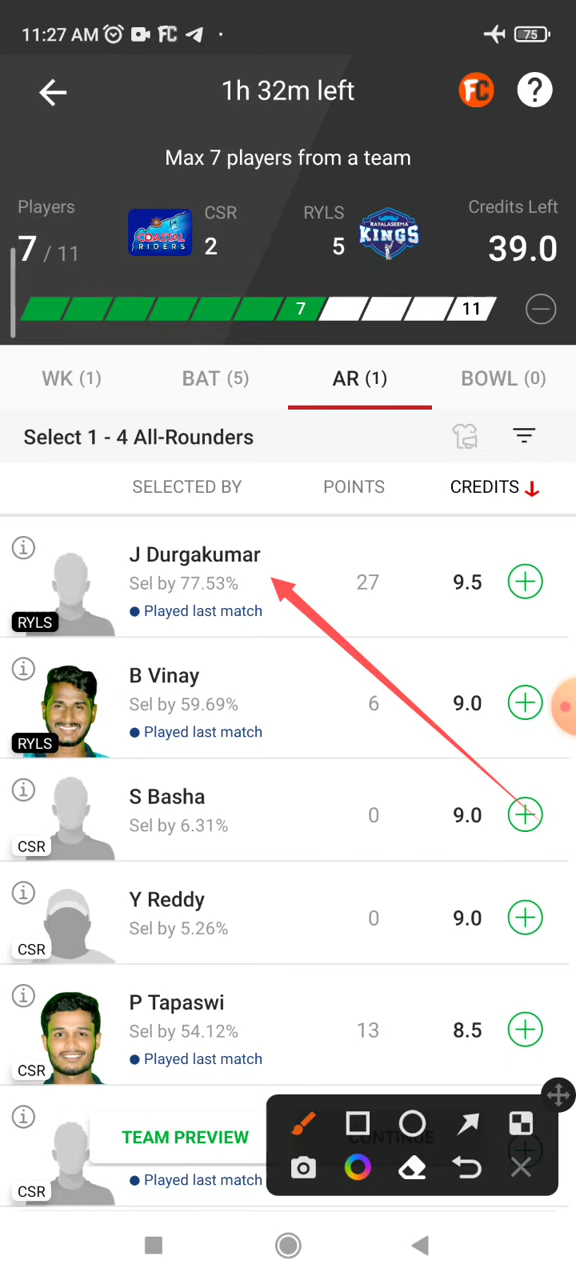 11:27 AM FC
75
1h 32m left
FC ?
Max 7 players from a team
Players
7 / 11
COASTAL RIDERS
CSR
2
RYLS
5
RAYALASEEMA KINGS
Credits Left
39.0
7 11
WK (1) BAT (5) AR (1) BOWL (0)
Select 1 - 4 All-Rounders
SELECTED BY POINTS CREDITS
J Durgakumar
Sel by 77.53% 27 9.5
Played last match
RYLS
B Vinay
Sel by 59.69% 6 9.0
Played last match
RYLS
S Basha
Sel by 6.31% 0 9.0
CSR
Y Reddy
Sel by 5.26% 0 9.0
CSR
P Tapaswi
Sel by 54.12% 13 8.5
Played last match
CSR
TEAM PREVIEW CONTINUE
Played last match
CSR